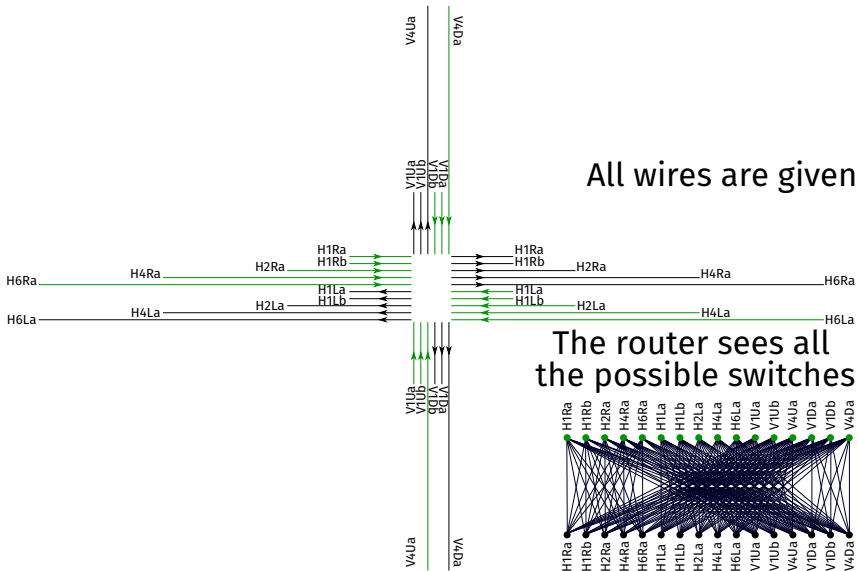 V4Ua
V4Da
V1Ua
V1Ub
V1Db
V1Da
All wires are given
H1Ra
H1Rb
H2Ra
H4Ra
H6Ra
H1La
H1Lb
H2La
H4La
H6La
H1Ra
H1Rb
H2Ra
H4Ra
H6Ra
H1La
H1Lb
H2La
H4La
H6La
V1Ua
V1Ub
V1Db
V1Da
V4Ua
V4Da
The router sees all
the possible switches
H1Ra H1Rb H2Ra H4Ra H6Ra H1La H1Lb H2La H4La H6La V1Ua V1Ub V4Ua V1Da V1Db V4Da
H1Ra H1Rb H2Ra H4Ra H6Ra H1La H1Lb H2La H4La H6La V1Ua V1Ub V4Ua V1Da V1Db V4Da